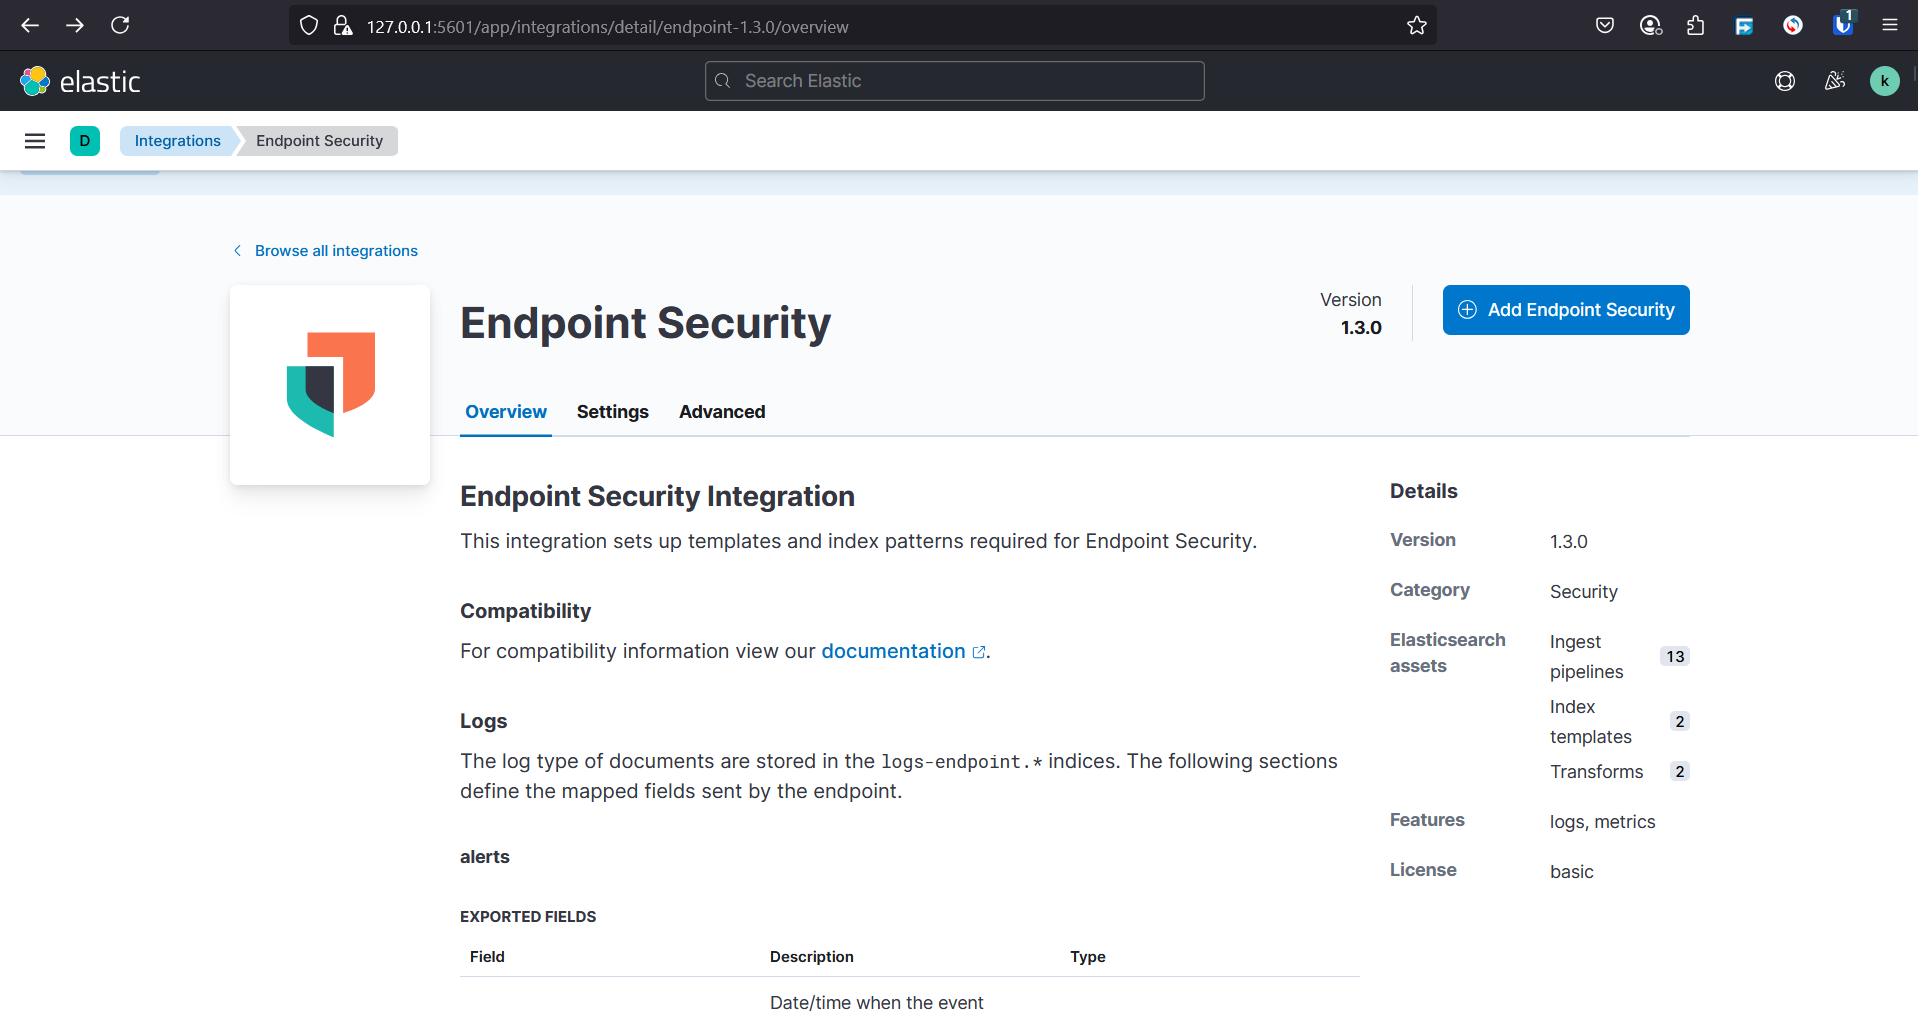 127.0.0.1:5601/app/integrations/detail/endpoint-1.3.0/overview
1
elastic
Search Elastic
k
D
Integrations
Endpoint Security
Browse all integrations
Endpoint Security
Version
1.3.0
Add Endpoint Security
Overview
Settings
Advanced
Endpoint Security Integration
This integration sets up templates and index patterns required for Endpoint Security.
Compatibility
For compatibility information view our documentation.
Logs
The log type of documents are stored in the logs-endpoint.* indices. The following sections
define the mapped fields sent by the endpoint.
alerts
EXPORTED FIELDS
Field Description Type
Date/time when the event
Details
Version 1.3.0
Category Security
Elasticsearch
assets
Ingest
pipelines
13
Index
templates
2
Transforms 2
Features logs, metrics
License basic